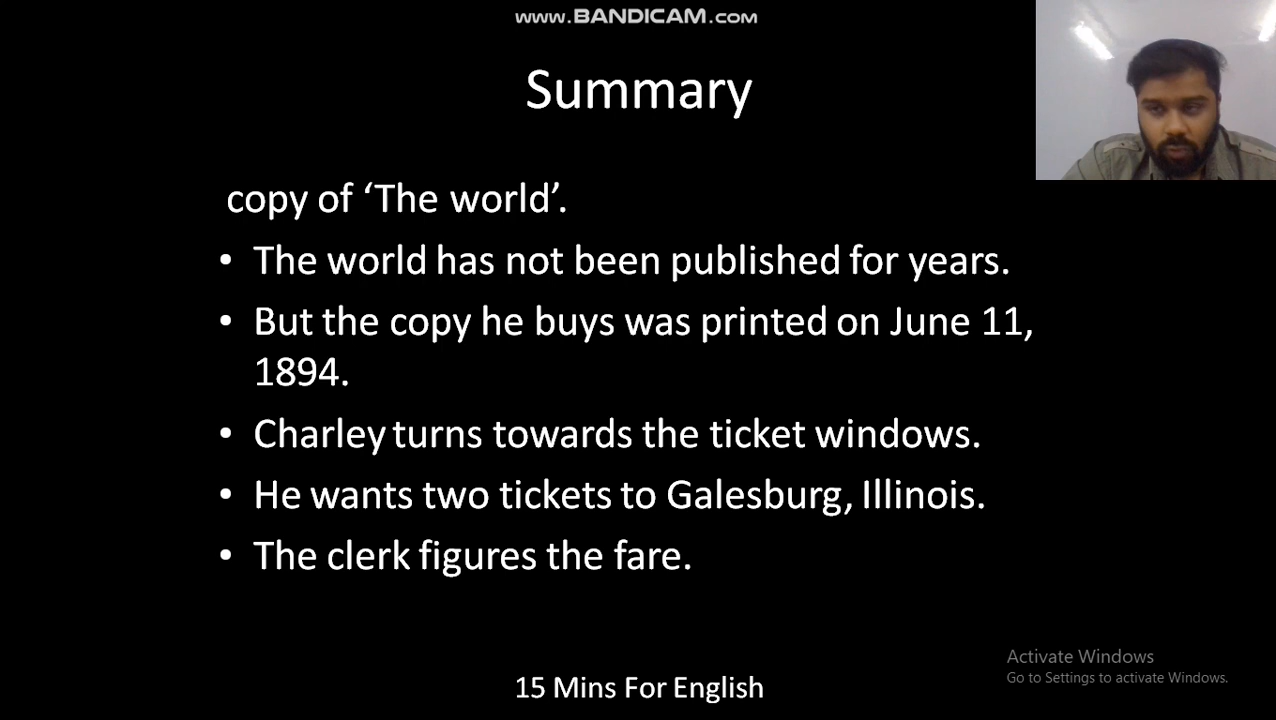 www.BANDICAM.com
Summary
copy of ‘The world’.
• The world has not been published for years.
• But the copy he buys was printed on June 11,
1894.
• Charley turns towards the ticket windows.
• He wants two tickets to Galesburg, Illinois.
• The clerk figures the fare.
Activate Windows
Go to Settings to activate Windows.
15 Mins For English